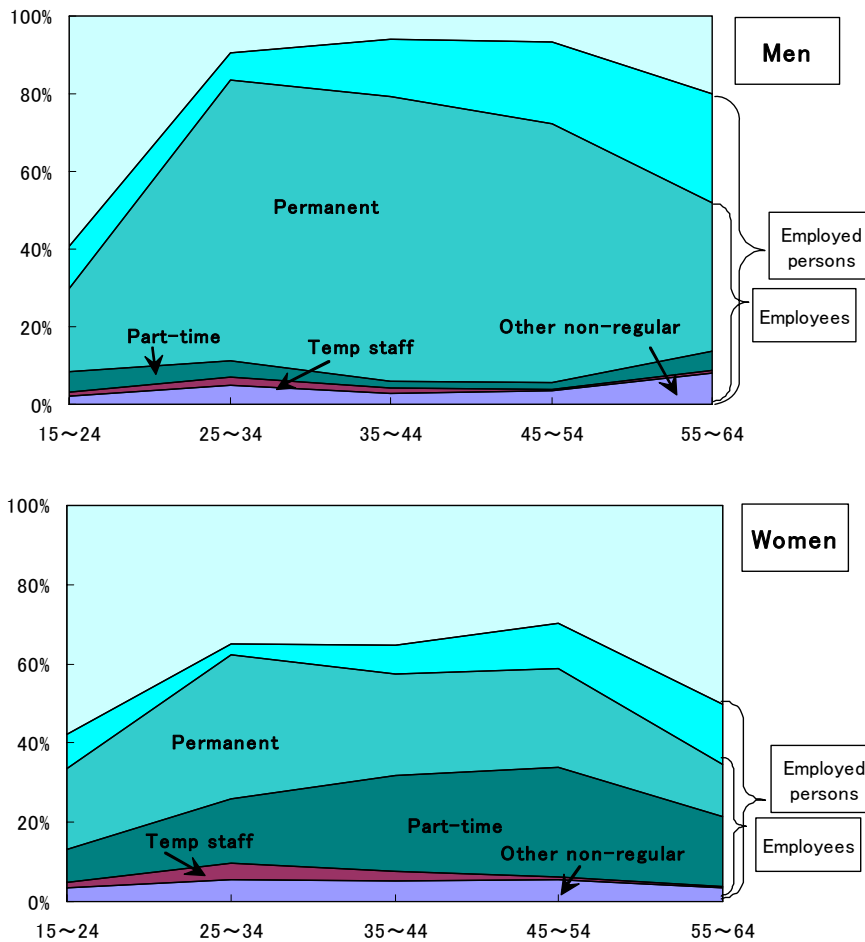 100%
80%
60%
40%
20%
0%
Men
Permanent
Part-time
Temp staff
Other non-regular
Employed
persons
Employees
15～24 25～34 35～44 45～54 55～64
100%
80%
60%
40%
20%
0%
Women
Permanent
Part-time
Temp staff
Other non-regular
Employed
persons
Employees
15～24 25～34 35～44 45～54 55～64